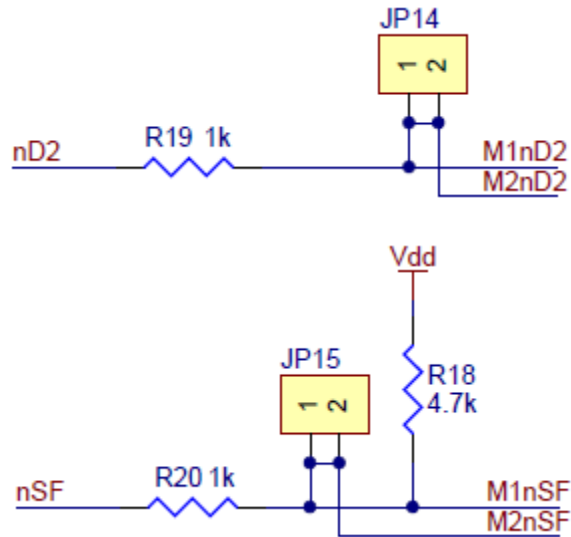 JP14
1 2
R19 1k
nD2
M1nD2
M2nD2
Vdd
JP15
1 2
R18
4.7k
R20 1k
nSF
M1nSF
M2nSF